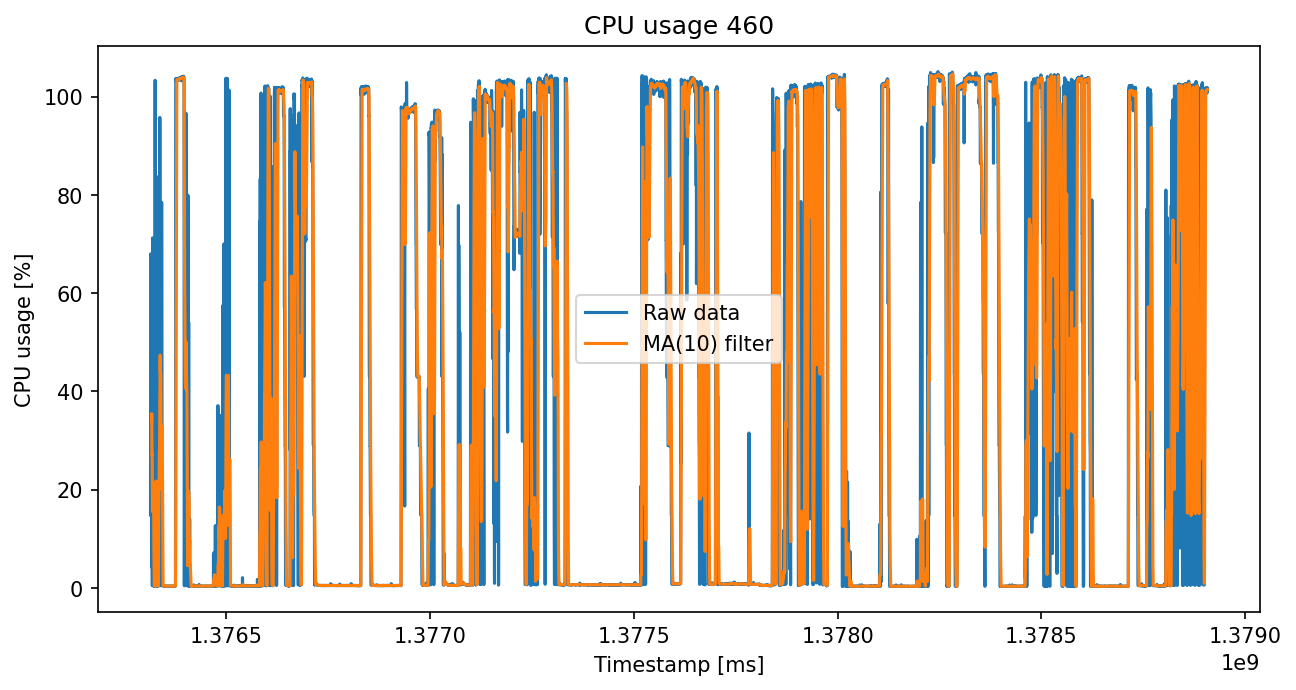 CPU usage 460
CPU usage [%]
100
80
60
40
20
0
Raw data
MA(10) filter
1.3765 1.3770 1.3775 1.3780 1.3785 1.3790
1e9
Timestamp [ms]